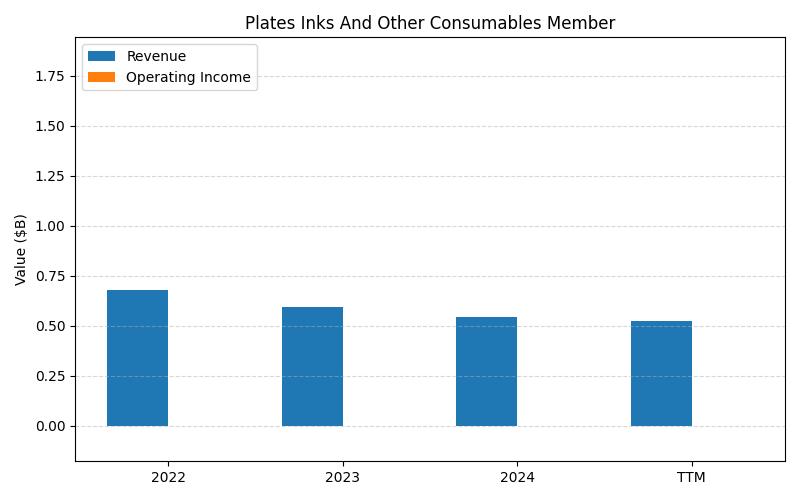 Plates Inks And Other Consumables Member
Revenue
Operating Income
Value ($B)
1.75
1.50
1.25
1.00
0.75
0.50
0.25
0.00
2022
2023
2024
TTM